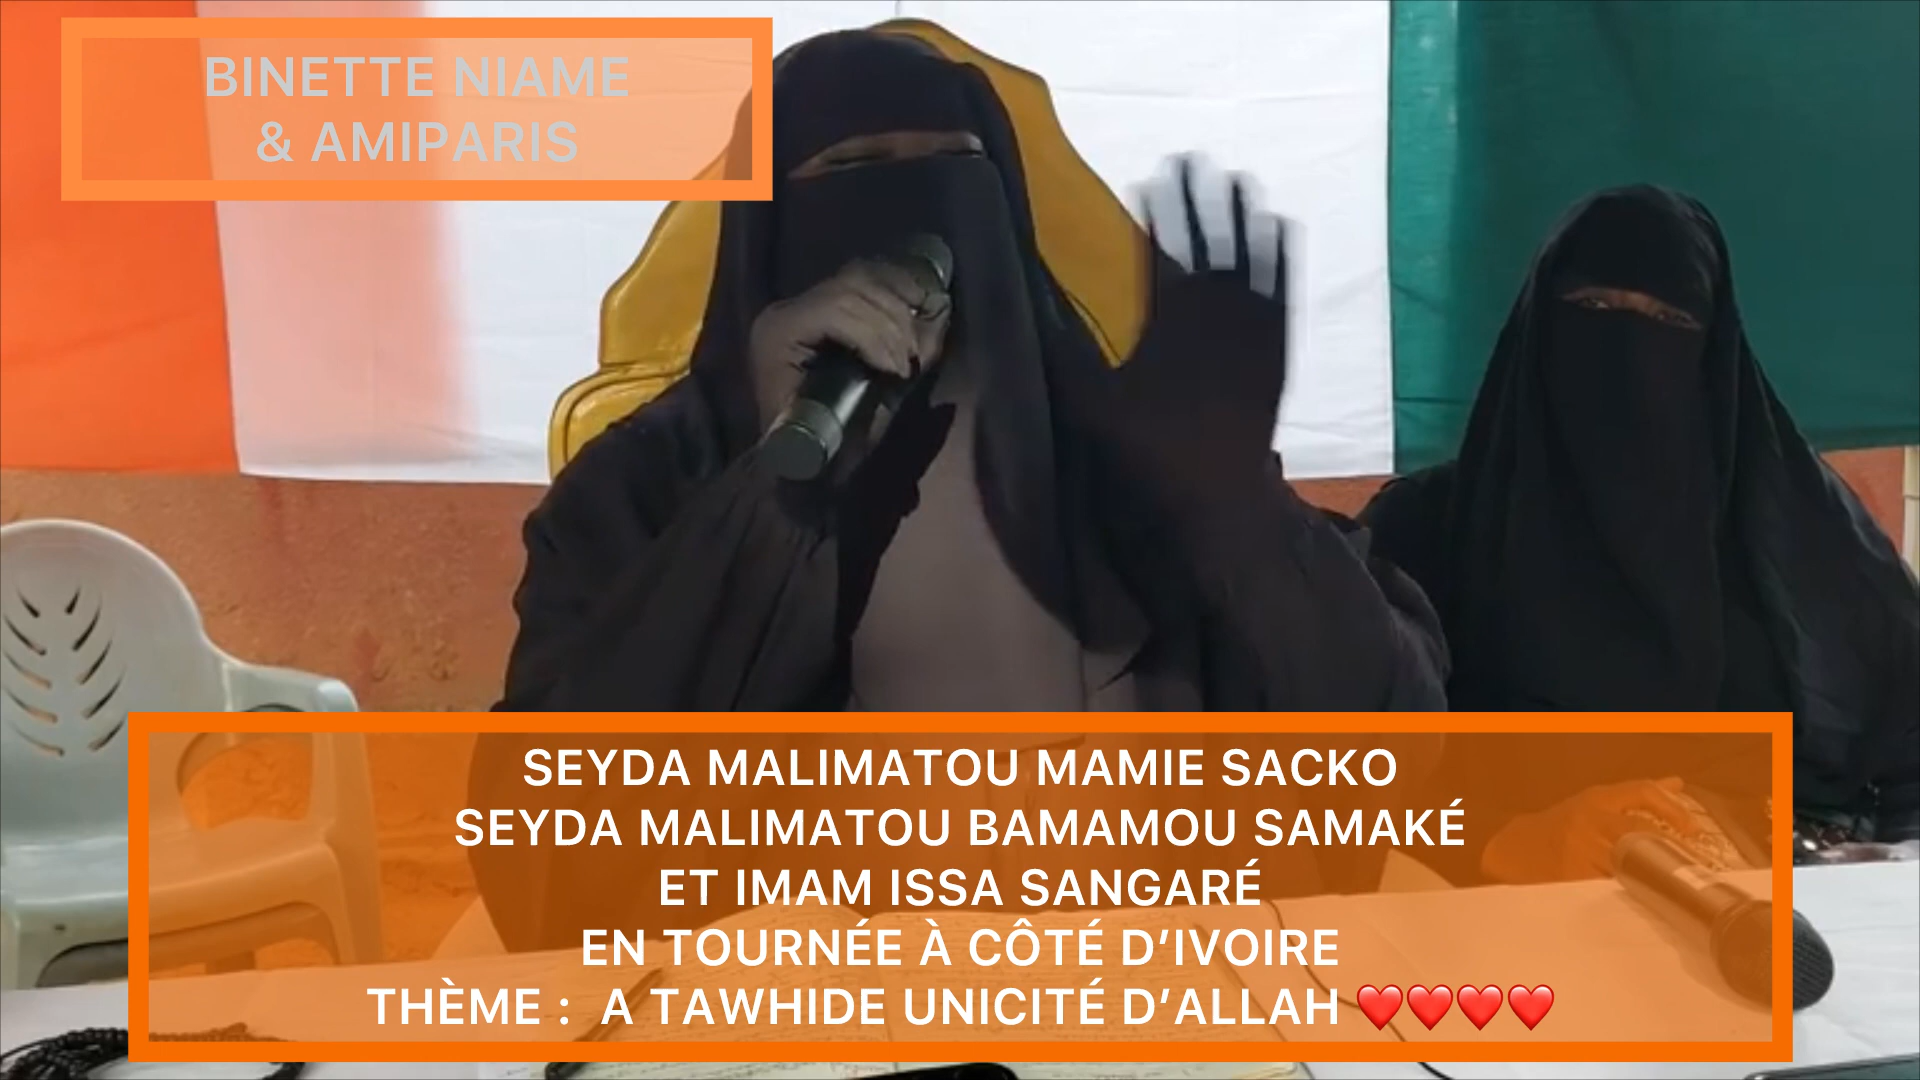 BINETTE NIAME
& AMIPARIS
SEYDA MALIMATOU MAMIE SACKO
SEYDA MALIMATOU BAMAMOU SAMAKÉ
ET IMAM ISSA SANGARÉ
EN TOURNÉE À CÔTÉ D’IVOIRE
THÈME : A TAWHIDE UNICITÉ D’ALLAH ❤️❤️❤️❤️